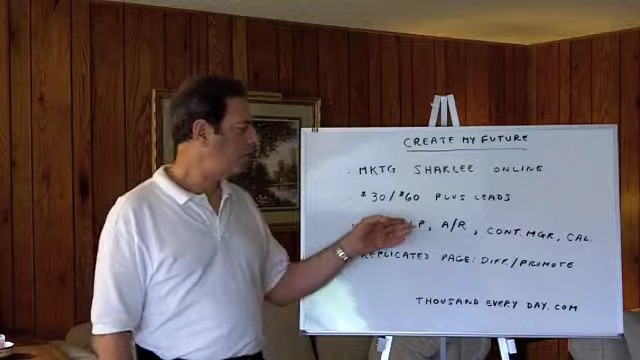 CREATE MY FUTURE
. MKTG SHAKLEE ONLINE
. $30/$60 PLUS LEADS
LP, A/R, CONT. MGR, CAL.
REPLICATED PAGE: DIFF./PROMOTE
THOUSAND EVERY DAY.COM